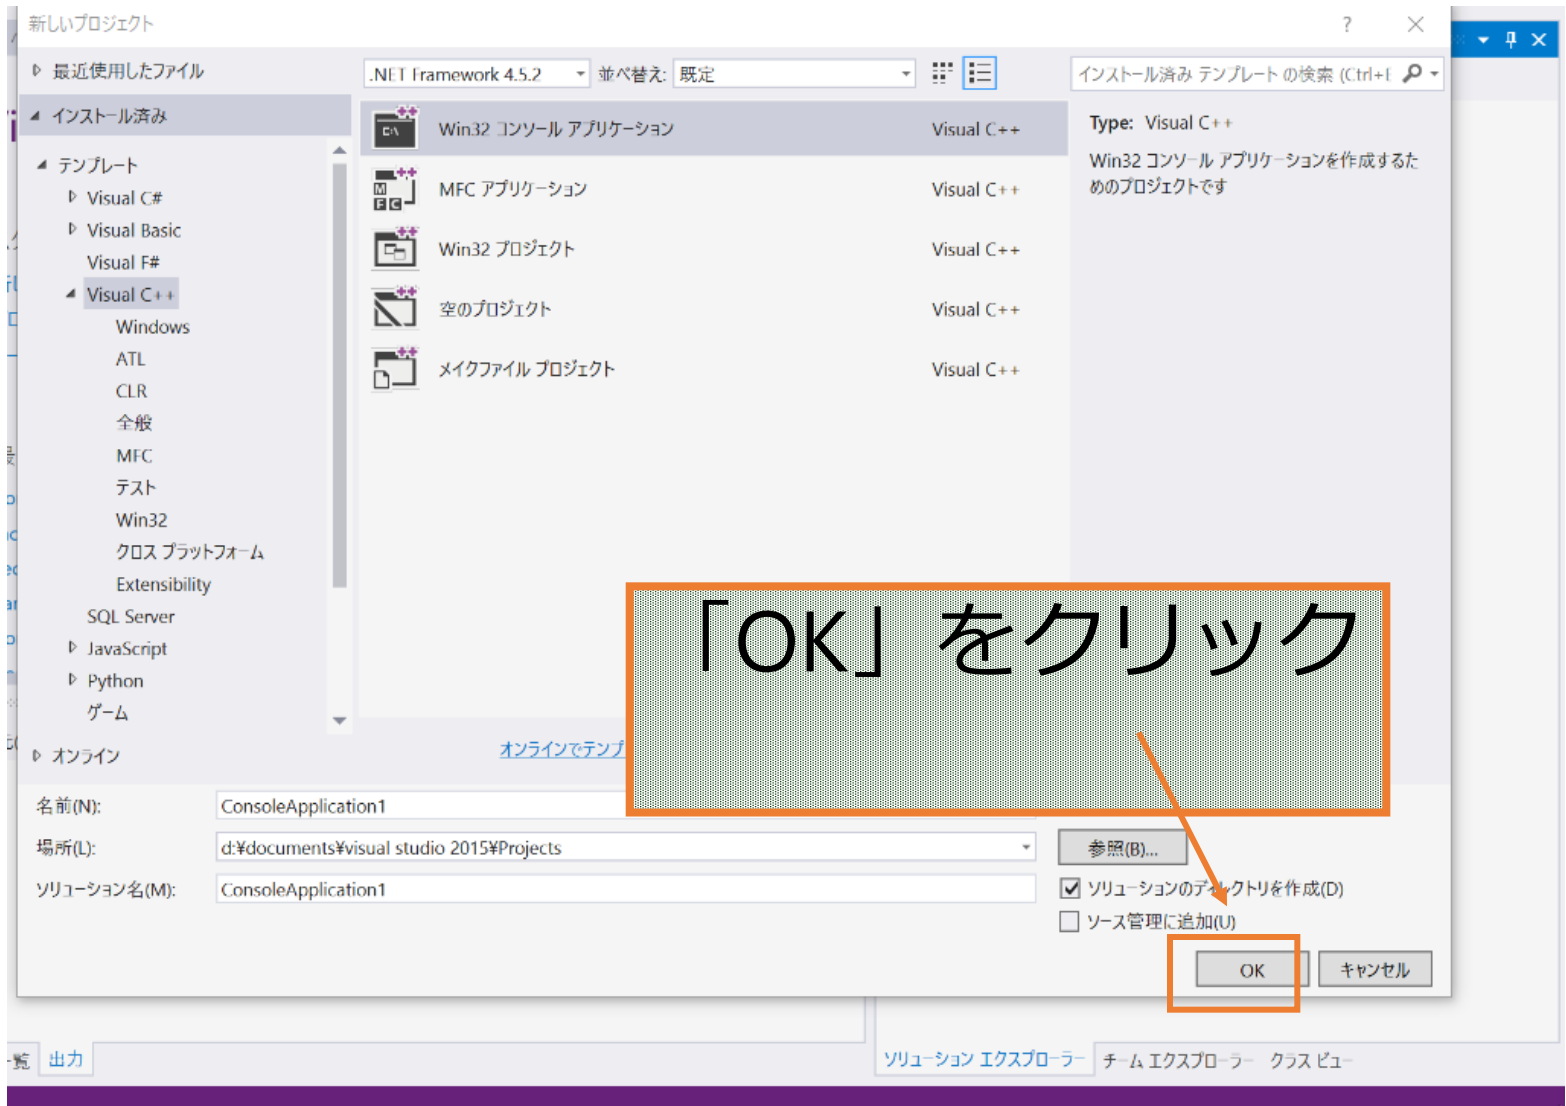 新しいプロジェクト
?
最近使用したファイル
.NET Framework 4.5.2
並べ替え:
既定
インストール済み テンプレート の検索 (Ctrl+E
インストール済み
テンプレート
Visual C#
Visual Basic
Visual F#
Visual C++
Windows
ATL
CLR
全般
MFC
テスト
Win32
クロス プラットフォーム
Extensibility
SQL Server
JavaScript
Python
ゲーム
オンライン
Win32 コンソール アプリケーション Visual C++
MFC アプリケーション Visual C++
Win32 プロジェクト Visual C++
空のプロジェクト Visual C++
メイクファイル プロジェクト Visual C++
Type: Visual C++
Win32 コンソール アプリケーションを作成するた
めのプロジェクトです
オンラインでテンプ
「OK」をクリック
名前(N): ConsoleApplication1
場所(L): d:¥documents¥visual studio 2015¥Projects
参照(B)...
ソリューション名(M): ConsoleApplication1
ソリューションのディレクトリを作成(D)
ソース管理に追加(U)
OK
キャンセル
覧
出力
ソリューション エクスプローラー
チーム エクスプローラー
クラス ビュー